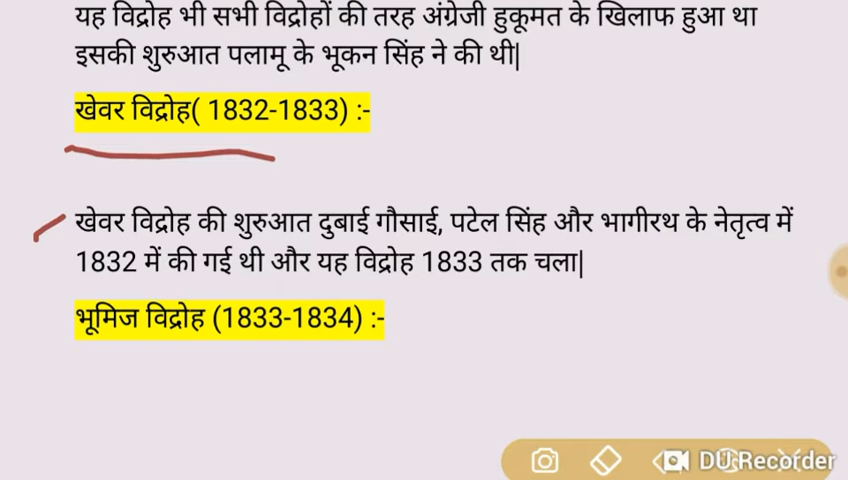 यह विद्रोह भी सभी विद्रोहों की तरह अंग्रेजी हुकूमत के खिलाफ हुआ था
इसकी शुरुआत पलामू के भूकन सिंह ने की थी|
खेवर विद्रोह( 1832-1833) :-
खेवर विद्रोह की शुरुआत दुबाई गौसाई, पटेल सिंह और भागीरथ के नेतृत्व में
1832 में की गई थी और यह विद्रोह 1833 तक चला|
भूमिज विद्रोह (1833-1834) :-
DU Recorder